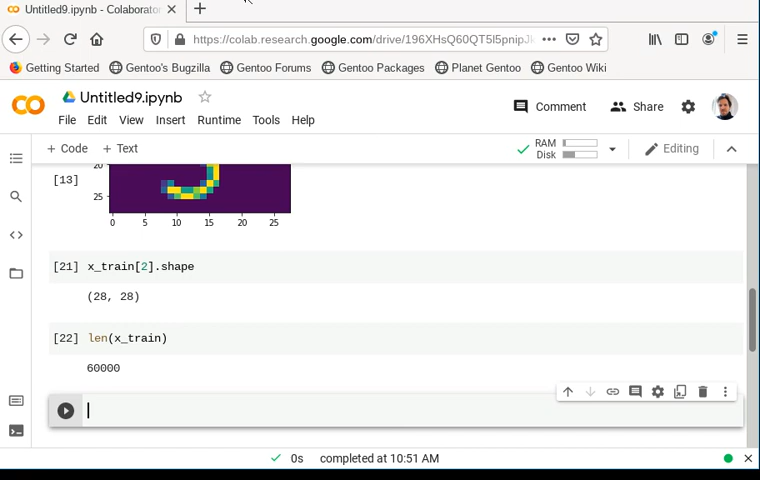 Untitled9.ipynb - Colaborator
https://colab.research.google.com/drive/196XHsQ60QT5l5pnipJ
Getting Started Gentoo's Bugzilla Gentoo Forums Gentoo Packages Planet Gentoo Gentoo Wiki
Untitled9.ipynb
Comment Share
File Edit View Insert Runtime Tools Help
+ Code + Text RAM Disk Editing
20
[13] 25
0 5 10 15 20 25
[21] x_train[2].shape
(28, 28)
[22] len(x_train)
60000
0s completed at 10:51 AM